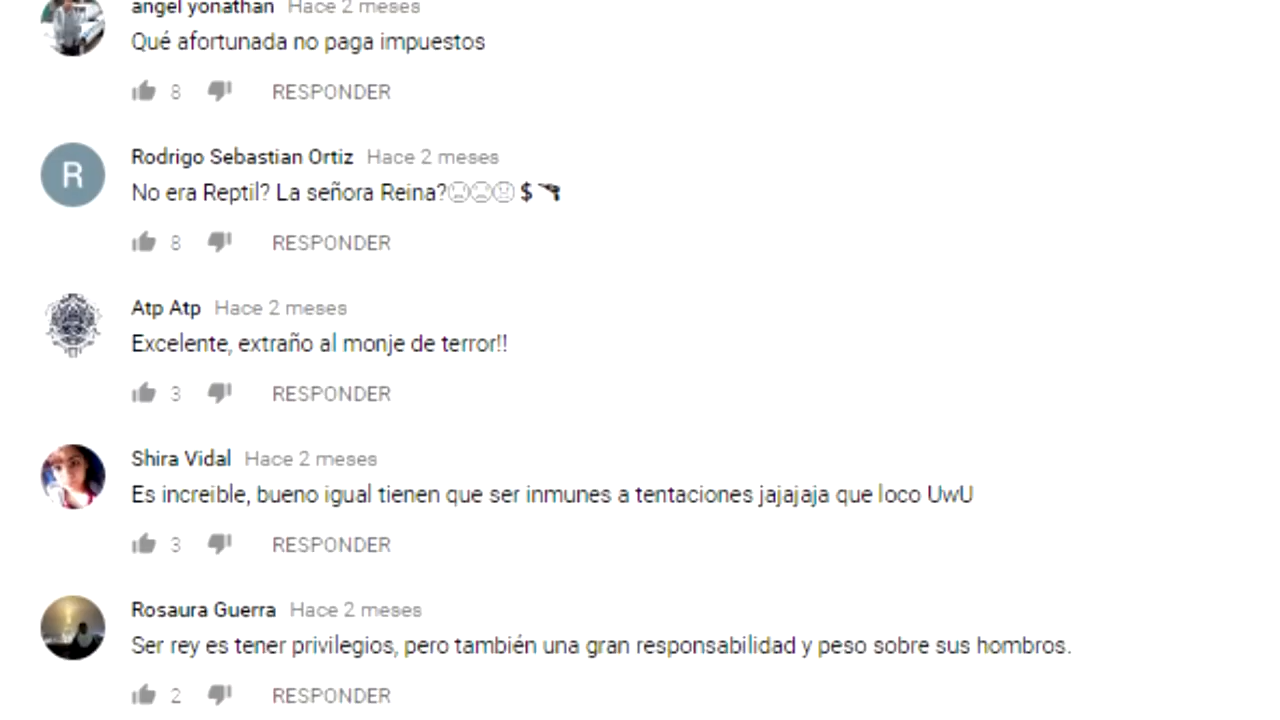 angel yonathan Hace 2 meses
Qué afortunada no paga impuestos
8 RESPONDER
R
Rodrigo Sebastian Ortiz Hace 2 meses
No era Reptil? La señora Reina?☹☹☹ $ 🔫
8 RESPONDER
Atp Atp Hace 2 meses
Excelente, extraño al monje de terror!!
3 RESPONDER
Shira Vidal Hace 2 meses
Es increible, bueno igual tienen que ser inmunes a tentaciones jajajaja que loco UwU
3 RESPONDER
Rosaura Guerra Hace 2 meses
Ser rey es tener privilegios, pero también una gran responsabilidad y peso sobre sus hombros.
2 RESPONDER